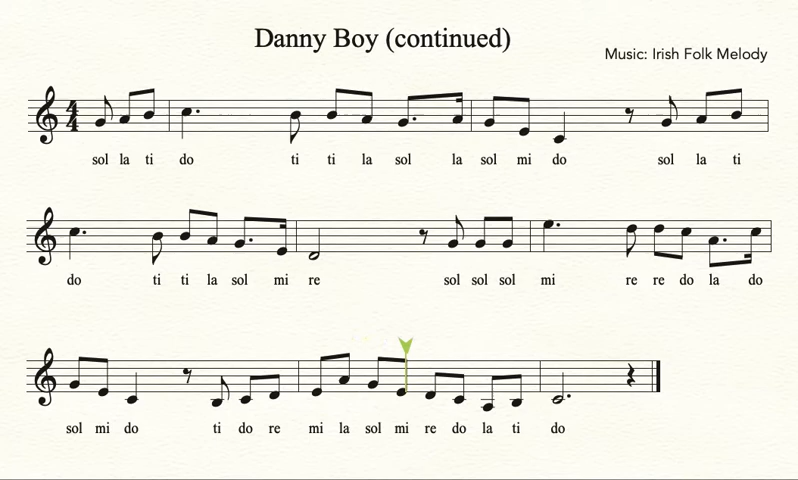 Danny Boy (continued)
Music: Irish Folk Melody
4
4
sol la ti do ti ti la sol la sol mi do sol la ti
do ti ti la sol mi re sol sol sol mi re re do la do
sol mi do ti do re mi la sol mi re do la ti do